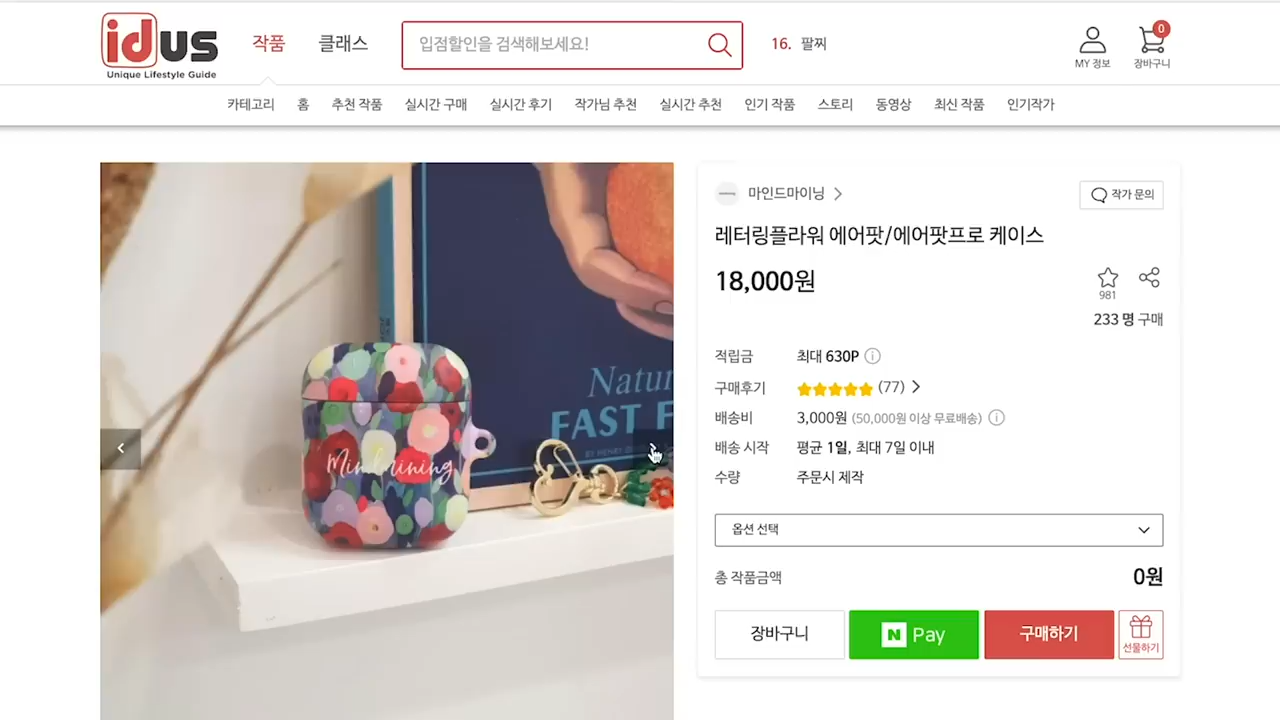 idus
Unique Lifestyle Guide
작품
클래스
입점할인을 검색해보세요!
16. 팔찌
MY 정보
0
장바구니
카테고리 홈 추천 작품 실시간 구매 실시간 후기 작가님 추천 실시간 추천 인기 작품 스토리 동영상 최신 작품 인기작가
마인드마이닝
작가 문의
레터링플라워 에어팟/에어팟프로 케이스
18,000원
981
233 명 구매
적립금 최대 630P
구매후기 (77)
배송비 3,000원 (50,000원 이상 무료배송)
배송 시작 평균 1일, 최대 7일 이내
수량 주문시 제작
옵션 선택
총 작품금액 0원
장바구니
N Pay
구매하기
선물하기
Natur
FAST F
Mindmining